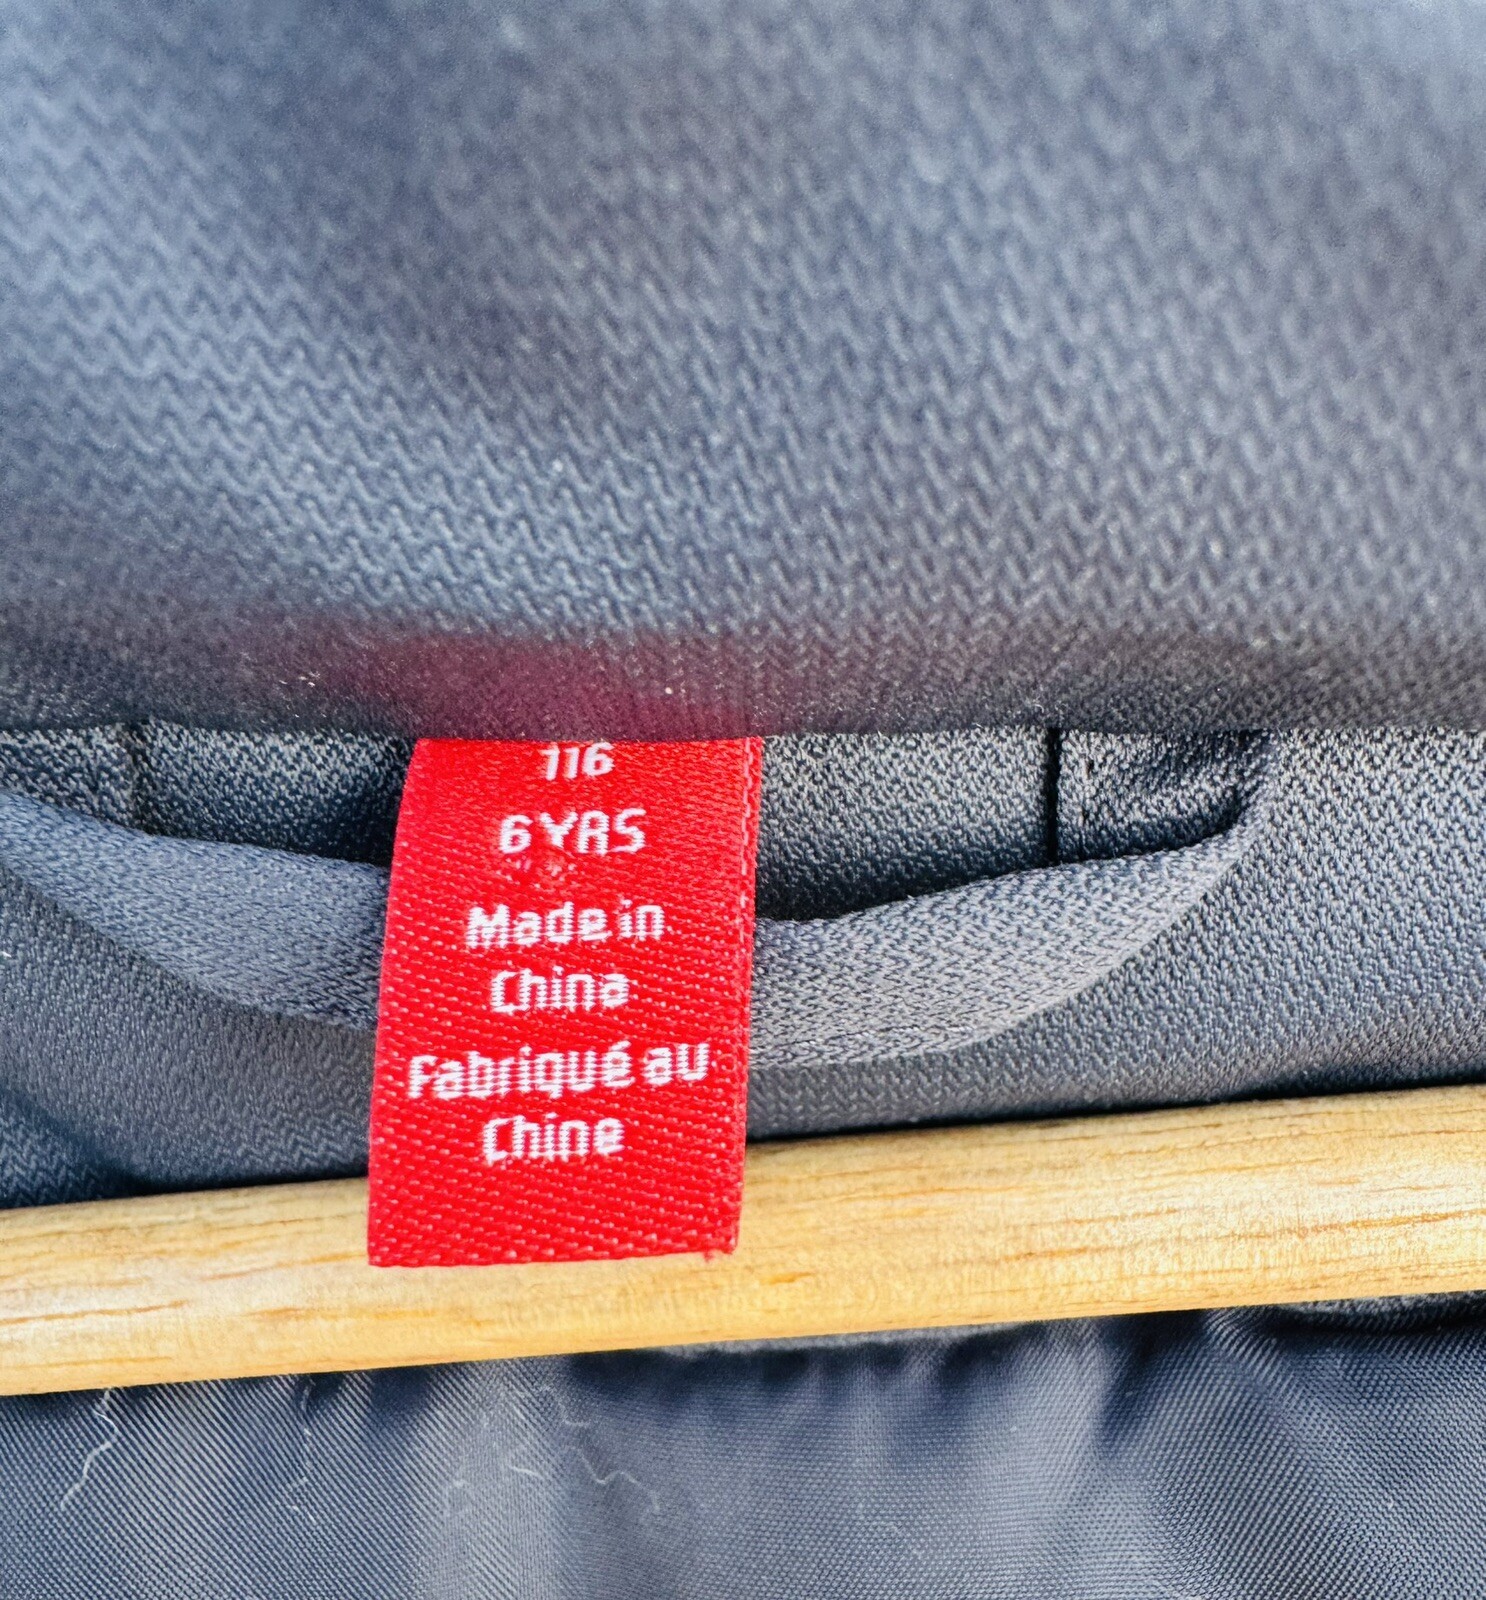 116
6 YRS
Made in
China
Fabriqué au
Chine